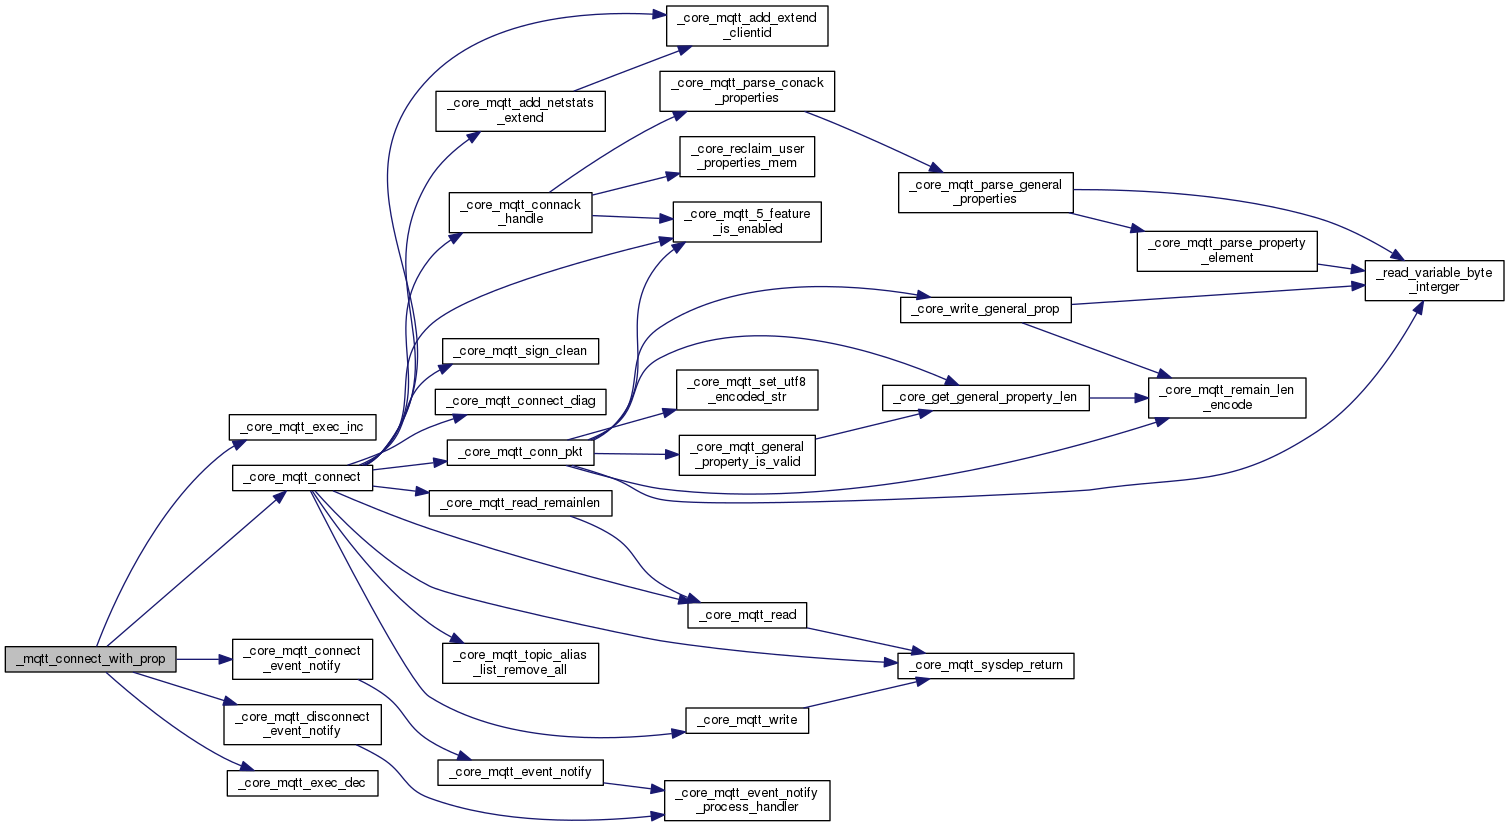 _core_mqtt_add_extend
_clientid
_core_mqtt_parse_conack
_properties
_core_mqtt_add_netstats
_extend
_core_reclaim_user
_properties_mem
_core_mqtt_parse_general
_properties
_core_mqtt_connack
_handle
_core_mqtt_5_feature
_is_enabled
_core_mqtt_parse_property
_element
_read_variable_byte
_interger
_core_write_general_prop
_core_mqtt_sign_clean
_core_mqtt_set_utf8
_encoded_str
_core_get_general_property_len
_core_mqtt_remain_len
_encode
_core_mqtt_connect_diag
_core_mqtt_exec_inc
_core_mqtt_conn_pkt
_core_mqtt_general
_property_is_valid
_core_mqtt_connect
_core_mqtt_read_remainlen
_core_mqtt_read
_mqtt_connect_with_prop
_core_mqtt_connect
_event_notify
_core_mqtt_topic_alias
_list_remove_all
_core_mqtt_sysdep_return
_core_mqtt_disconnect
_event_notify
_core_mqtt_write
_core_mqtt_exec_dec
_core_mqtt_event_notify
_core_mqtt_event_notify
_process_handler